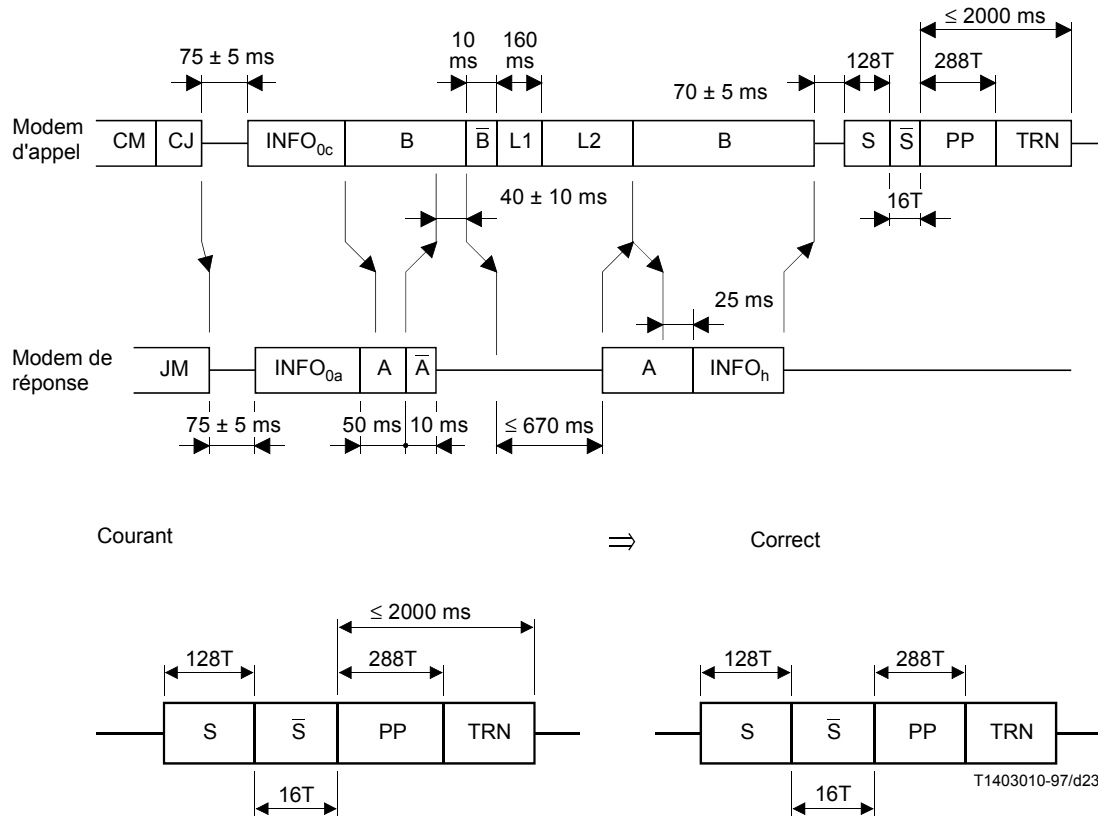 ≤ 2000 ms
10 ms
160 ms
75 ± 5 ms
128T
288T
70 ± 5 ms
Modem d'appel
CM CJ INFO0c B B̅ L1 L2 B S S̅ PP TRN
16T
40 ± 10 ms
25 ms
Modem de réponse
JM INFO0a A A̅ A INFOh
75 ± 5 ms
50 ms
10 ms
≤ 670 ms
Courant ⇒ Correct
≤ 2000 ms
128T 288T 128T 288T
S S̅ PP TRN S S̅ PP TRN
T1403010-97/d23
16T 16T